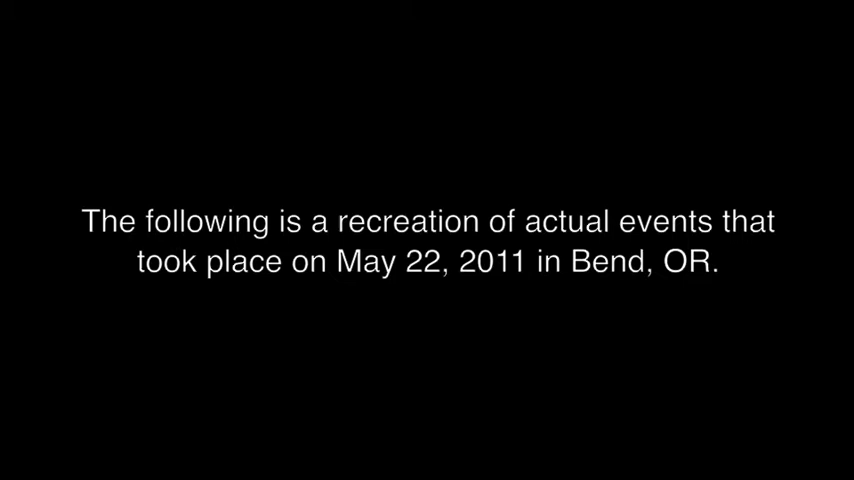 The following is a recreation of actual events that
took place on May 22, 2011 in Bend, OR.